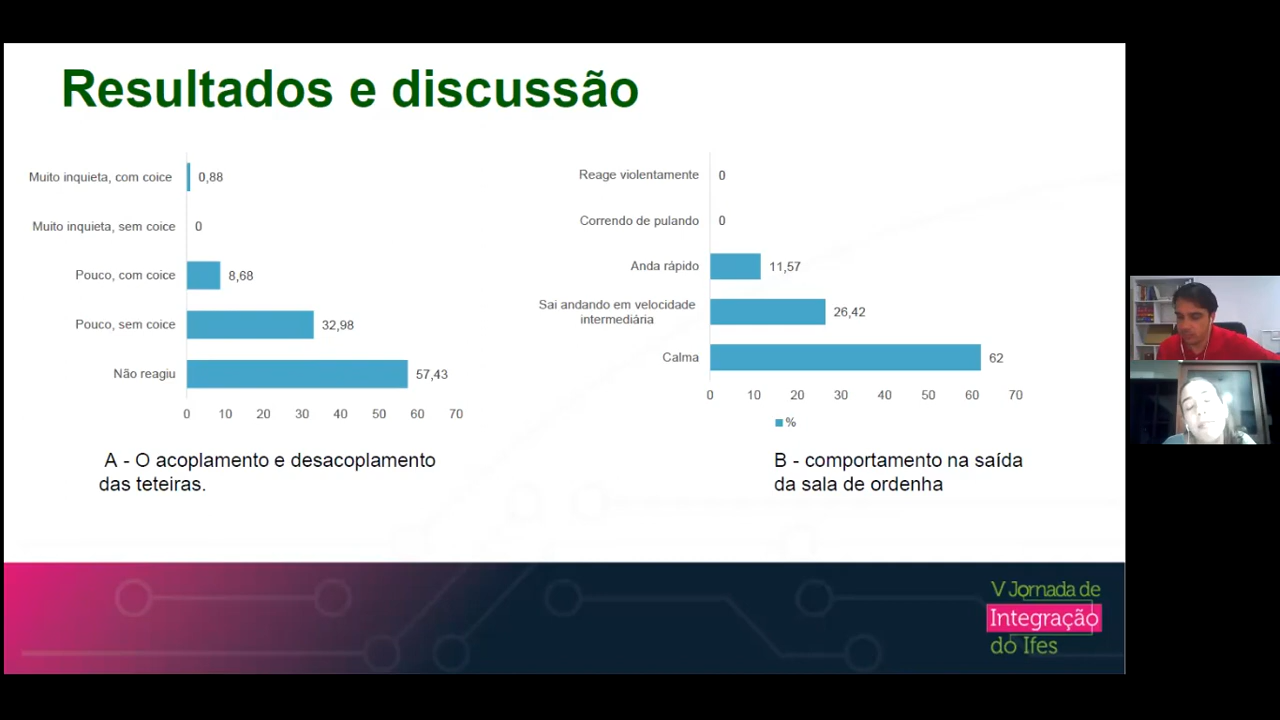 Resultados e discussão
Muito inquieta, com coice 0,88
Muito inquieta, sem coice 0
Pouco, com coice 8,68
Pouco, sem coice 32,98
Não reagiu 57,43
0 10 20 30 40 50 60 70
A - O acoplamento e desacoplamento
das teteiras.
Reage violentamente 0
Correndo de pulando 0
Anda rápido 11,57
Sai andando em velocidade
intermediária 26,42
Calma 62
0 10 20 30 40 50 60 70
%
B - comportamento na saída
da sala de ordenha
V Jornada de
Integração
do Ifes